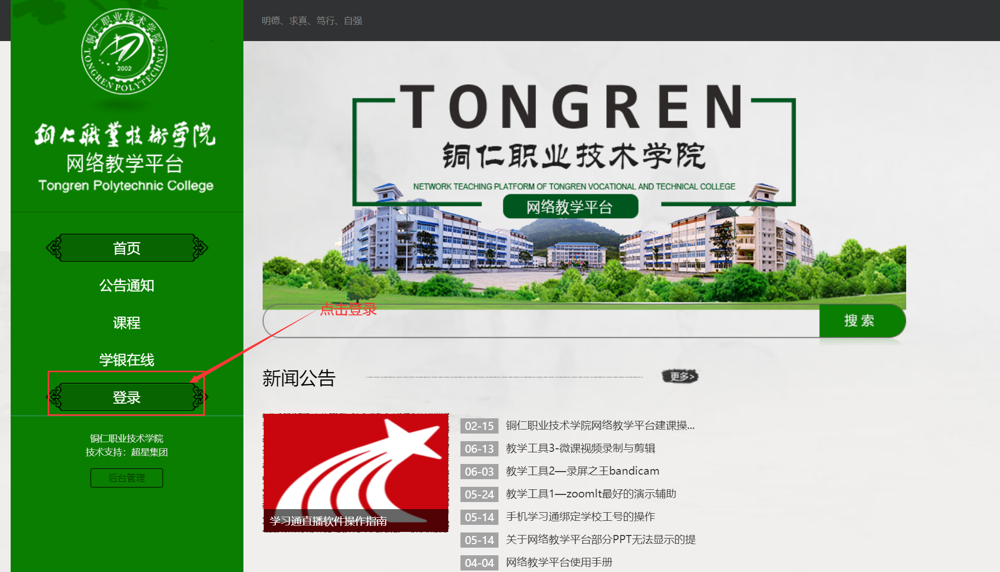 铜仁职业技术学院
2002
TONGREN POLYTECHNIC
铜仁職業技術学院
网络教学平台
Tongren Polytechnic College
首页
公告通知
课程
学银在线
登录
铜仁职业技术学院
技术支持：超星集团
后台管理
明德、求真、笃行、自强
TONGREN
铜仁职业技术学院
NETWORK TEACHING PLATFORM OF TONGREN VOCATIONAL AND TECHNICAL COLLEGE
网络教学平台
点击登录
搜 索
新闻公告
更多>
学习通直播软件操作指南
02-15 铜仁职业技术学院网络教学平台建课操...
06-13 教学工具3-微课视频录制与剪辑
06-03 教学工具2—录屏之王bandicam
05-24 教学工具1—zoomlt最好的演示辅助
05-14 手机学习通绑定学校工号的操作
05-14 关于网络教学平台部分PPT无法显示的提
04-04 网络教学平台使用手册